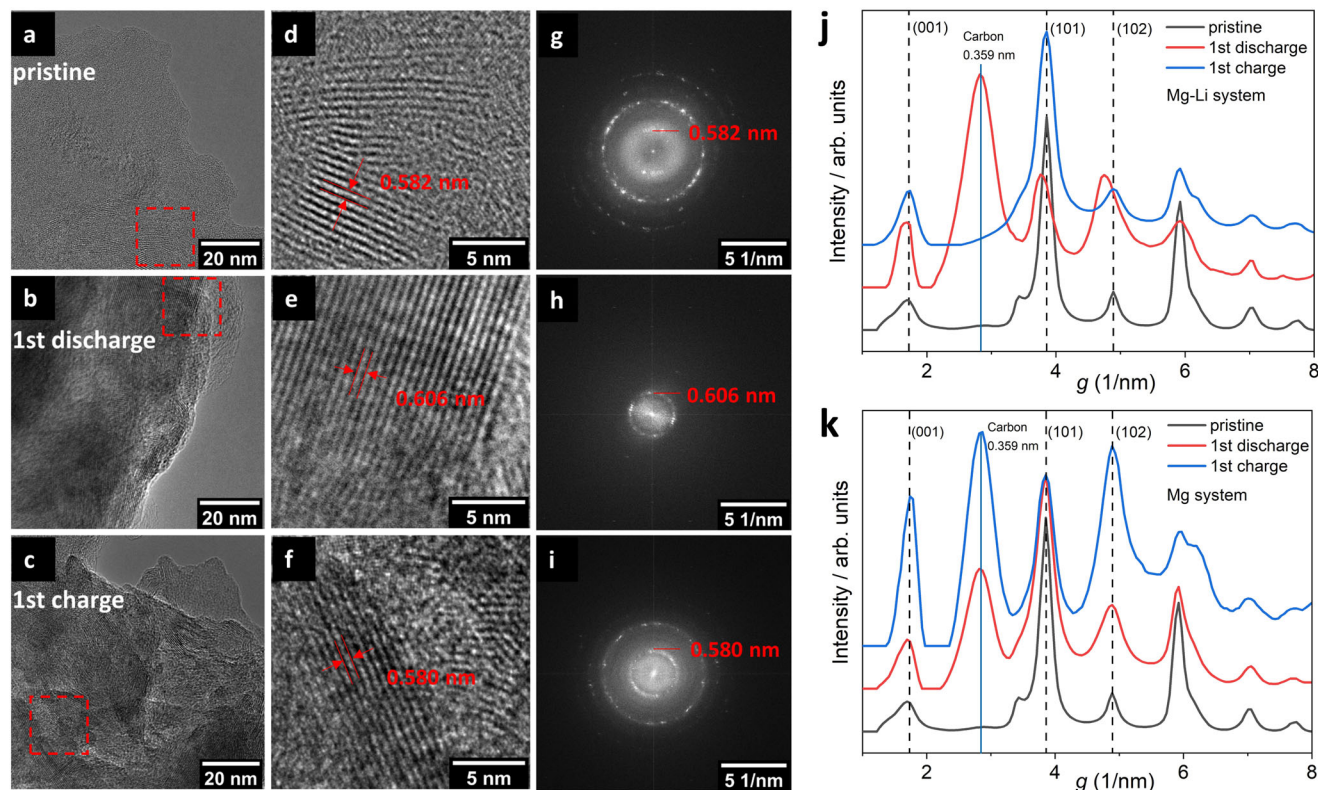 a
pristine
20 nm
d
0.582 nm
5 nm
g
0.582 nm
5 1/nm
b
1st discharge
20 nm
e
0.606 nm
5 nm
h
0.606 nm
5 1/nm
c
1st charge
20 nm
f
0.580 nm
5 nm
i
0.580 nm
5 1/nm
j
(001)
Carbon
0.359 nm
(101)
(102)
pristine
1st discharge
1st charge
Mg-Li system
Intensity / arb. units
2 4 6 8
g (1/nm)
k
(001)
Carbon
0.359 nm
(101)
(102)
pristine
1st discharge
1st charge
Mg system
Intensity / arb. units
2 4 6 8
g (1/nm)